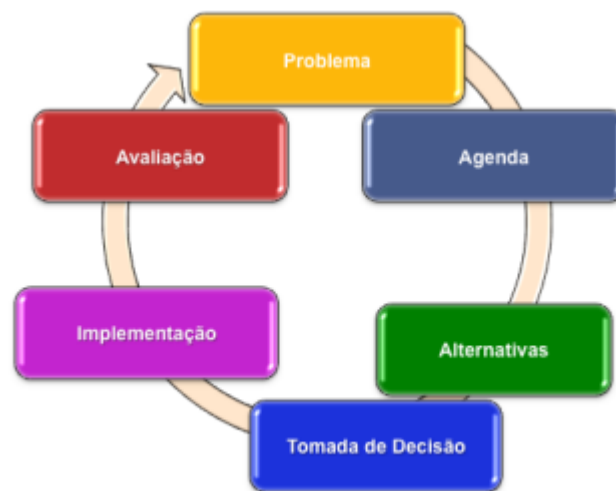 Problema
Agenda
Alternativas
Tomada de Decisão
Implementação
Avaliação